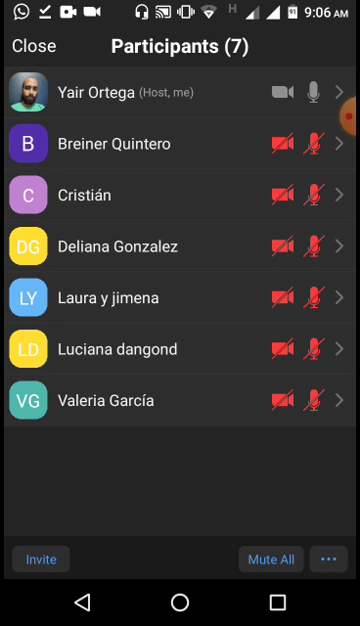 H 9:06 AM
Close Participants (7)
Yair Ortega (Host, me)
B Breiner Quintero
C Cristián
DG Deliana Gonzalez
LY Laura y jimena
LD Luciana dangond
VG Valeria García
Invite Mute All ...